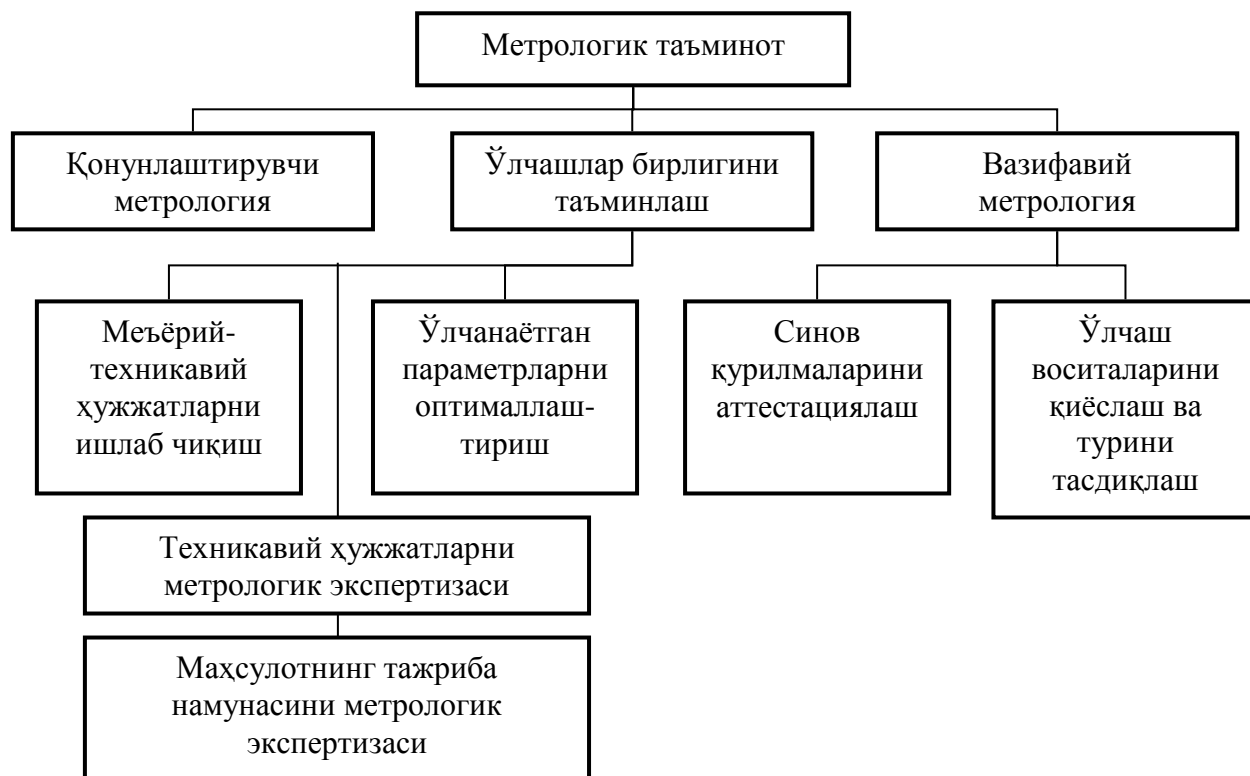 Метрологик таъминот
Қонунлаштирувчи
метрология
Ўлчашлар бирлигини
таъминлаш
Вазифавий
метрология
Меъёрий-
техникавий
ҳужжатларни
ишлаб чиқиш
Ўлчанаётган
параметрларни
оптималлаш-
тириш
Синов
қурилмаларини
аттестациялаш
Ўлчаш
воситаларини
қиёслаш ва
турини
тасдиқлаш
Техникавий ҳужжатларни
метрологик экспертизаси
Маҳсулотнинг тажриба
намунасини метрологик
экспертизаси